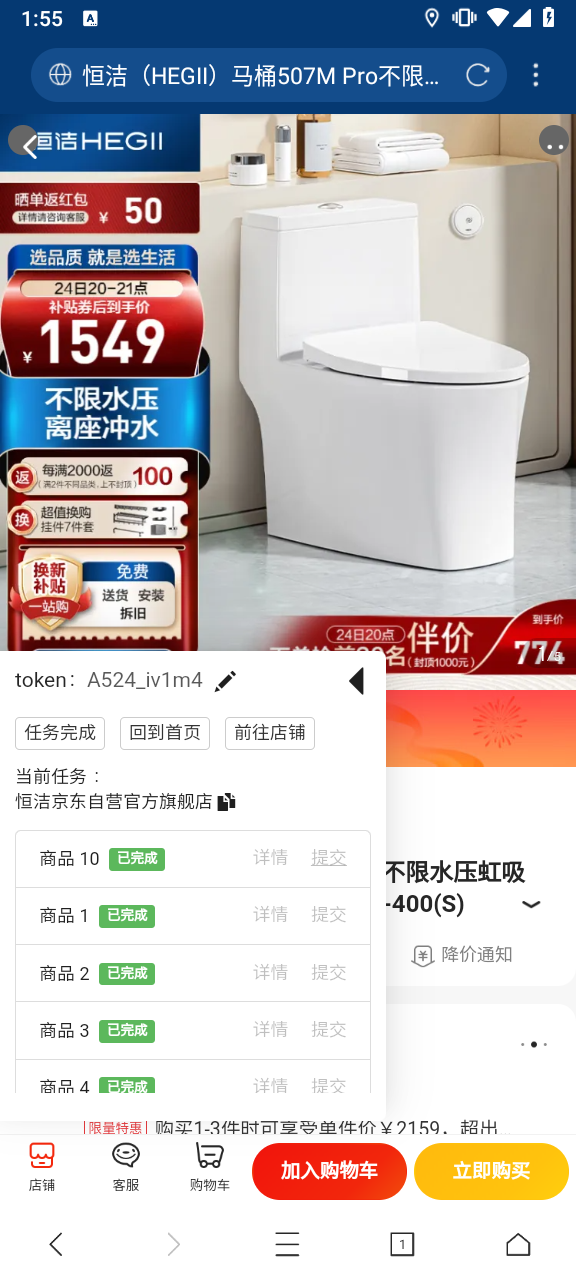 1:55
A
恒洁（HEGII）马桶507M Pro不限…
恒洁HEGII
晒单返红包
详情请咨询客服
¥ 50
选品质 就是选生活
24日20-21点
补贴券后到手价
¥ 1549
不限水压
离座冲水
返
每满2000返
(满2件不同品类,上不封顶)
100
换
超值换购
挂件7件套
换新
补贴
一站购
免费
送货 安装
拆旧
24日20点
伴价
(封顶1000元)
到手价
774
token: A524_iv1m4
任务完成
回到首页
前往店铺
当前任务：
恒洁京东自营官方旗舰店
商品 10 已完成 详情 提交
商品 1 已完成 详情 提交
商品 2 已完成 详情 提交
商品 3 已完成 详情 提交
商品 4 已完成 详情 提交
不限水压虹吸
-400(S)
降价通知
限量特惠 购买1-3件时可享受单件价￥2159，超出…
店铺
客服
购物车
加入购物车
立即购买
1